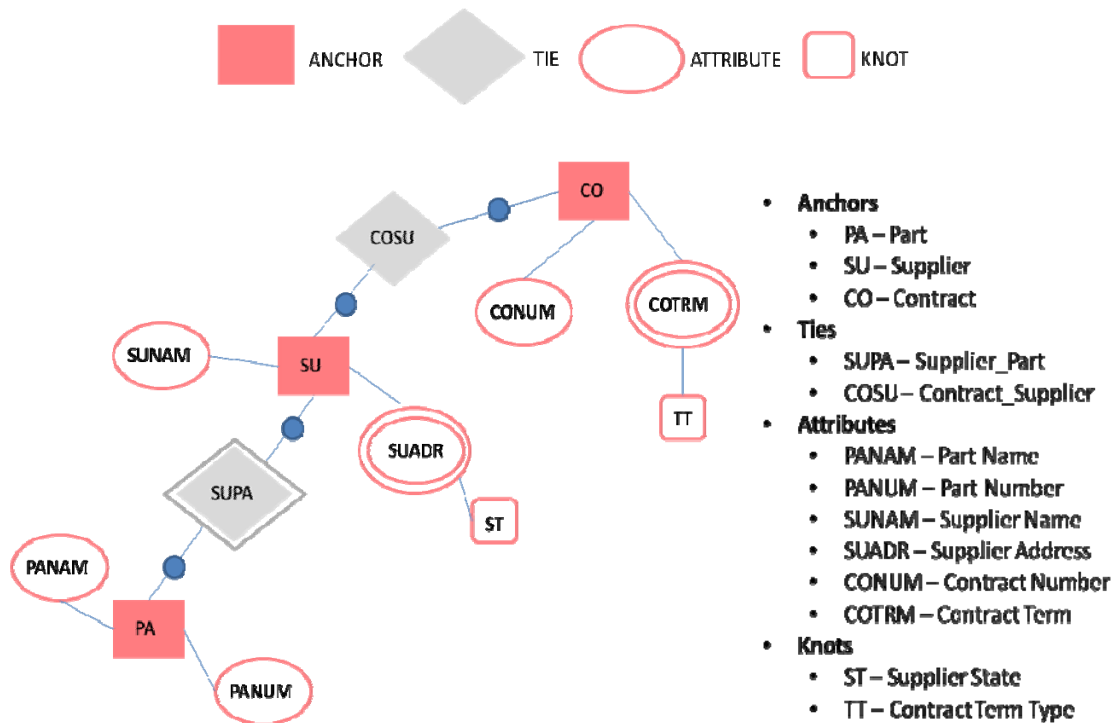 ANCHOR TIE ATTRIBUTE KNOT
CO
COSU
CONUM
COTRM
SUNAM
SU
TT
SUADR
SUPA
ST
PANAM
PA
PANUM
• Anchors
• PA – Part
• SU – Supplier
• CO – Contract
• Ties
• SUPA – Supplier_Part
• COSU – Contract_Supplier
• Attributes
• PANAM – Part Name
• PANUM – Part Number
• SUNAM – Supplier Name
• SUADR – Supplier Address
• CONUM – Contract Number
• COTRM – Contract Term
• Knots
• ST – Supplier State
• TT – Contract Term Type